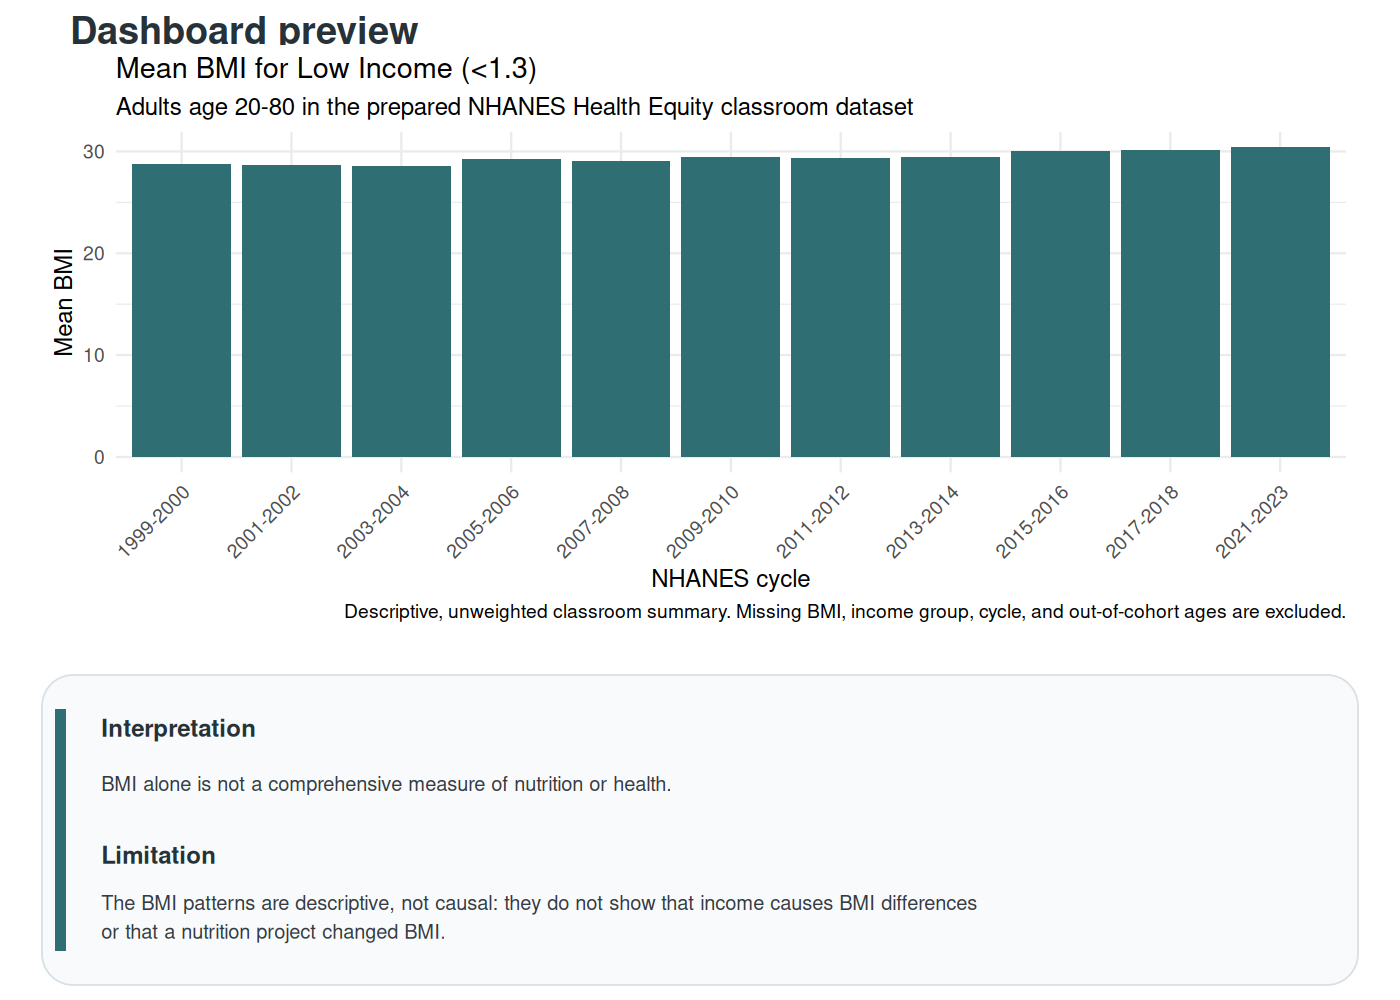 Dashboard preview
Mean BMI for Low Income (<1.3)
Adults age 20-80 in the prepared NHANES Health Equity classroom dataset
Mean BMI
30
20
10
0
1999-2000
2001-2002
2003-2004
2005-2006
2007-2008
2009-2010
2011-2012
2013-2014
2015-2016
2017-2018
2021-2023
NHANES cycle
Descriptive, unweighted classroom summary. Missing BMI, income group, cycle, and out-of-cohort ages are excluded.
Interpretation
BMI alone is not a comprehensive measure of nutrition or health.
Limitation
The BMI patterns are descriptive, not causal: they do not show that income causes BMI differences
or that a nutrition project changed BMI.